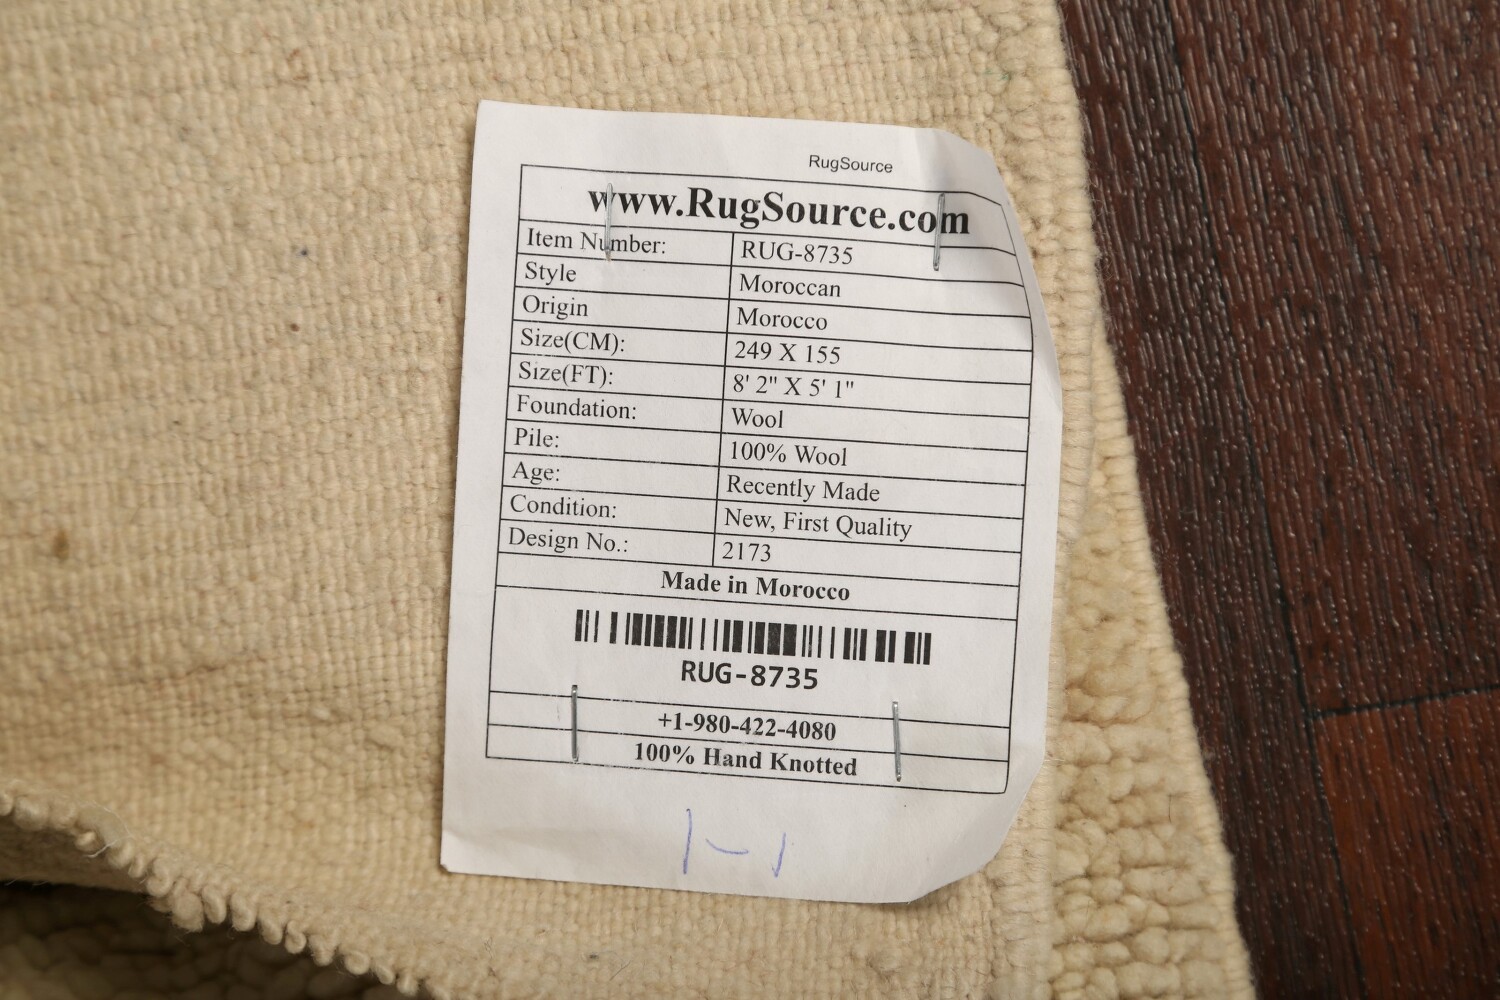 RugSource
www.RugSource.com
Item Number: RUG-8735
Style Moroccan
Origin Morocco
Size(CM): 249 X 155
Size(FT): 8' 2" X 5' 1"
Foundation: Wool
Pile: 100% Wool
Age: Recently Made
Condition: New, First Quality
Design No.: 2173
Made in Morocco
RUG-8735
+1-980-422-4080
100% Hand Knotted
1-1